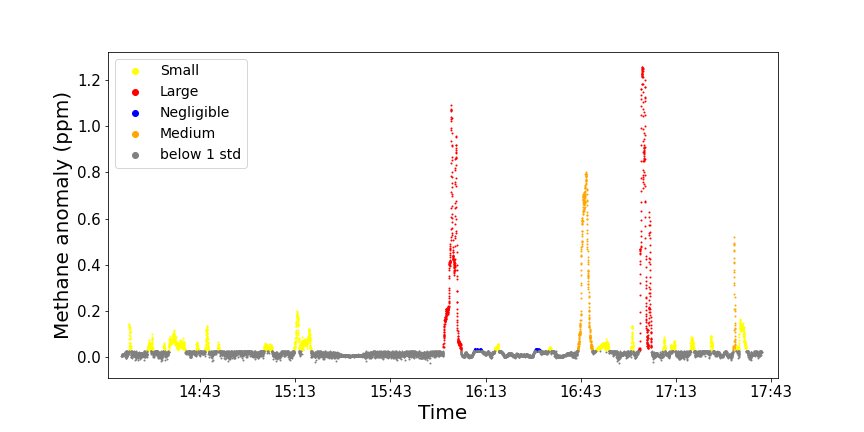 Methane anomaly (ppm)
1.2
1.0
0.8
0.6
0.4
0.2
0.0
Small
Large
Negligible
Medium
below 1 std
14:43 15:13 15:43 16:13 16:43 17:13 17:43
Time